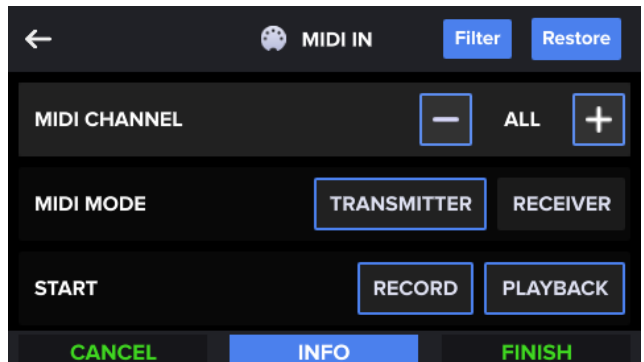 MIDI IN Filter Restore
MIDI CHANNEL ALL
MIDI MODE TRANSMITTER RECEIVER
START RECORD PLAYBACK
CANCEL INFO FINISH